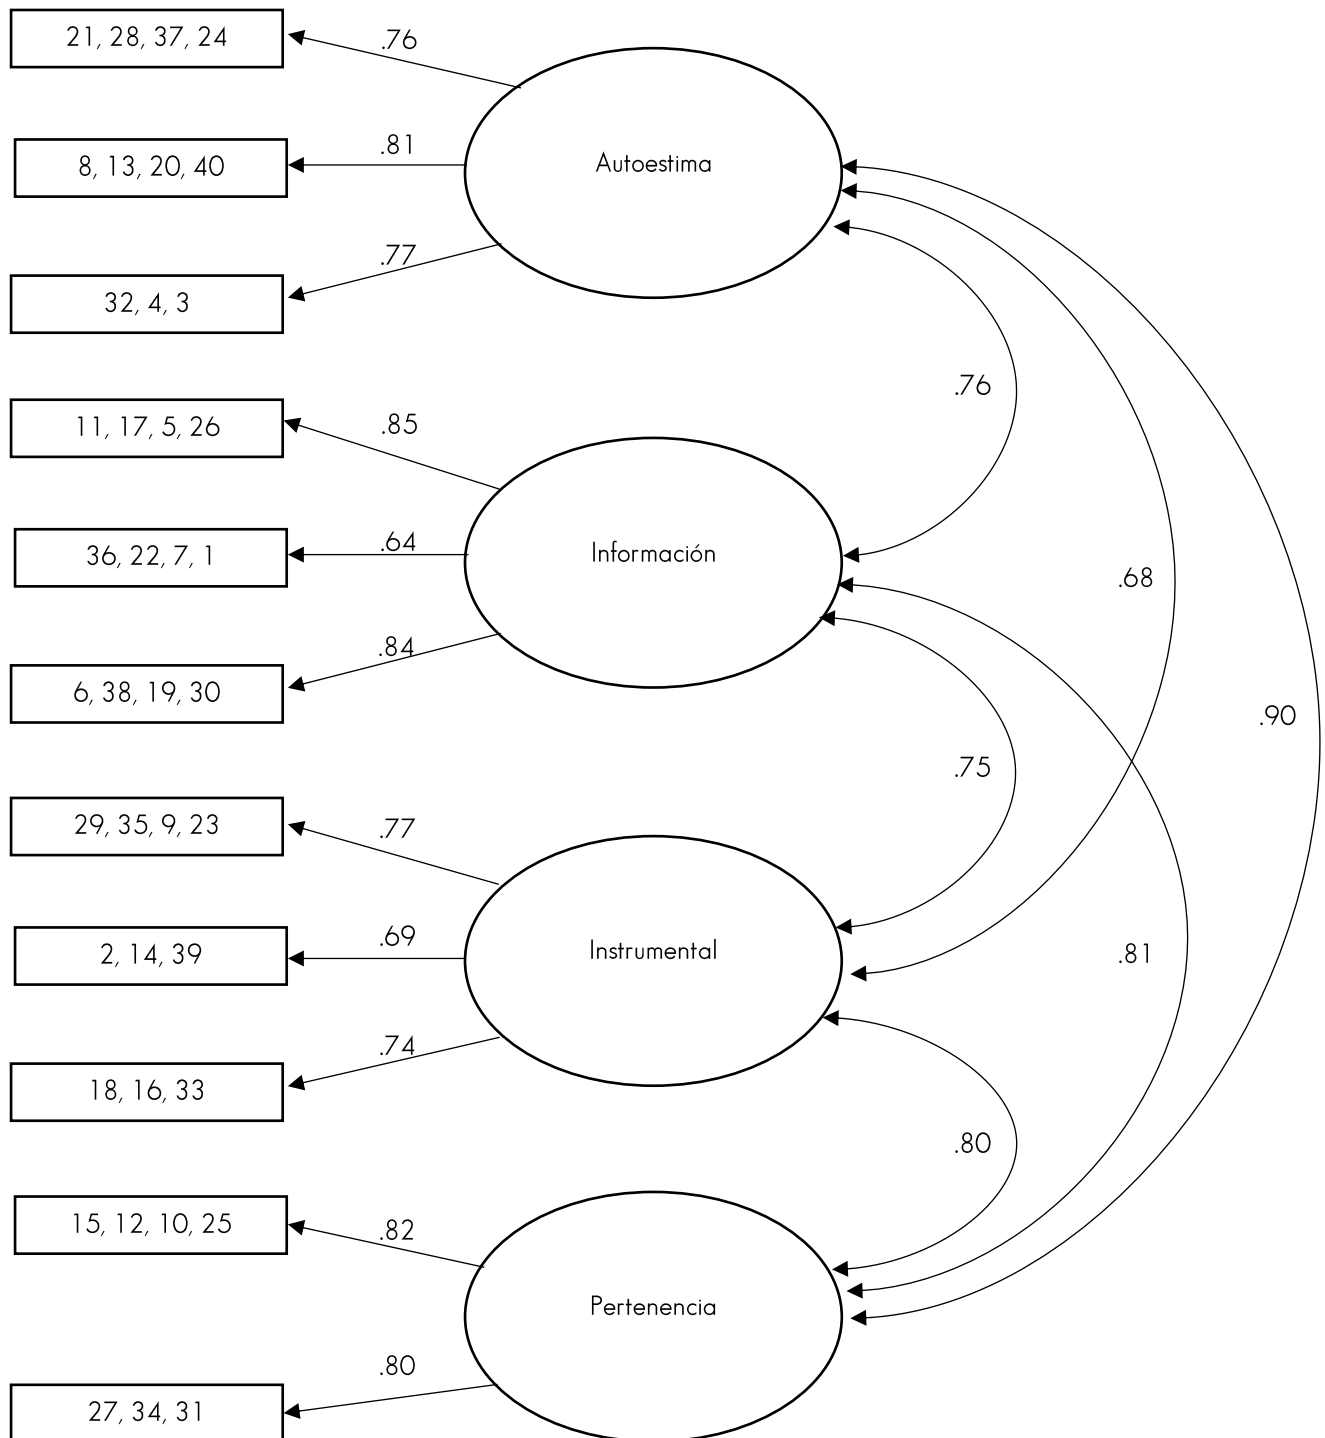 21, 28, 37, 24
.76
.81
8, 13, 20, 40
Autoestima
.77
32, 4, 3
.76
11, 17, 5, 26
.85
.64
36, 22, 7, 1
Información
.68
.84
6, 38, 19, 30
.90
.75
29, 35, 9, 23
.77
.69
2, 14, 39
Instrumental
.81
.74
18, 16, 33
.80
15, 12, 10, 25
.82
Pertenencia
.80
27, 34, 31